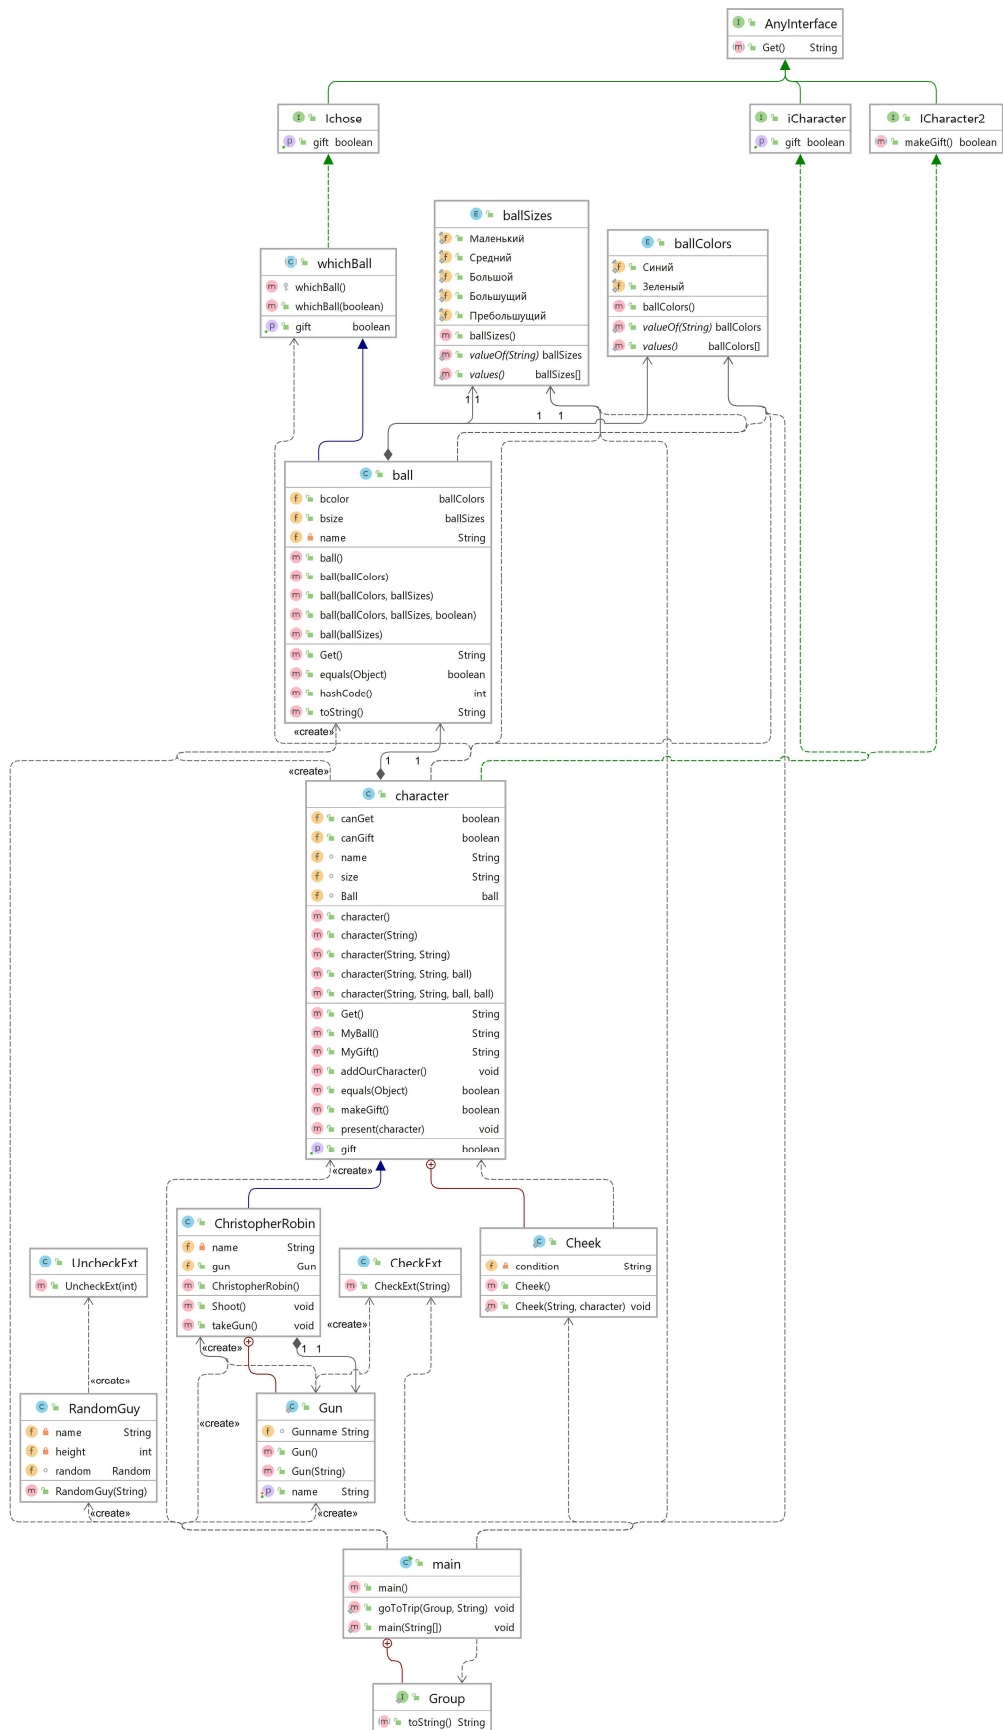 AnyInterface
Get() String
Ichose
gift boolean
iCharacter
gift boolean
ICharacter2
makeGift() boolean
ballSizes
Маленький
Средний
Большой
Большущий
Пребольшущий
ballSizes()
valueOf(String) ballSizes
values() ballSizes[]
ballColors
Синий
Зеленый
ballColors()
valueOf(String) ballColors
values() ballColors[]
whichBall
whichBall()
whichBall(boolean)
gift boolean
1 1
1 1
ball
bcolor ballColors
bsize ballSizes
name String
ball()
ball(ballColors)
ball(ballColors, ballSizes)
ball(ballColors, ballSizes, boolean)
ball(ballSizes)
Get() String
equals(Object) boolean
hashCode() int
toString() String
«create»
1 1
«create»
character
canGet boolean
canGift boolean
name String
size String
Ball ball
character()
character(String)
character(String, String)
character(String, String, ball)
character(String, String, ball, ball)
Get() String
MyBall() String
MyGift() String
addOurCharacter() void
equals(Object) boolean
makeGift() boolean
present(character) void
gift boolean
«create»
ChristopherRobin
name String
gun Gun
ChristopherRobin()
Shoot() void
takeGun() void
Cheek
condition String
Cheek()
Cheek(String, character) void
UncheckExt
UncheckExt(int)
CheckExt
CheckExt(String)
«create»
«create»
1 1
«create»
RandomGuy
name String
height int
random Random
RandomGuy(String)
«create»
Gun
Gunname String
Gun()
Gun(String)
name String
«create»
«create»
main
main()
goToTrip(Group, String) void
main(String[]) void
Group
toString() String